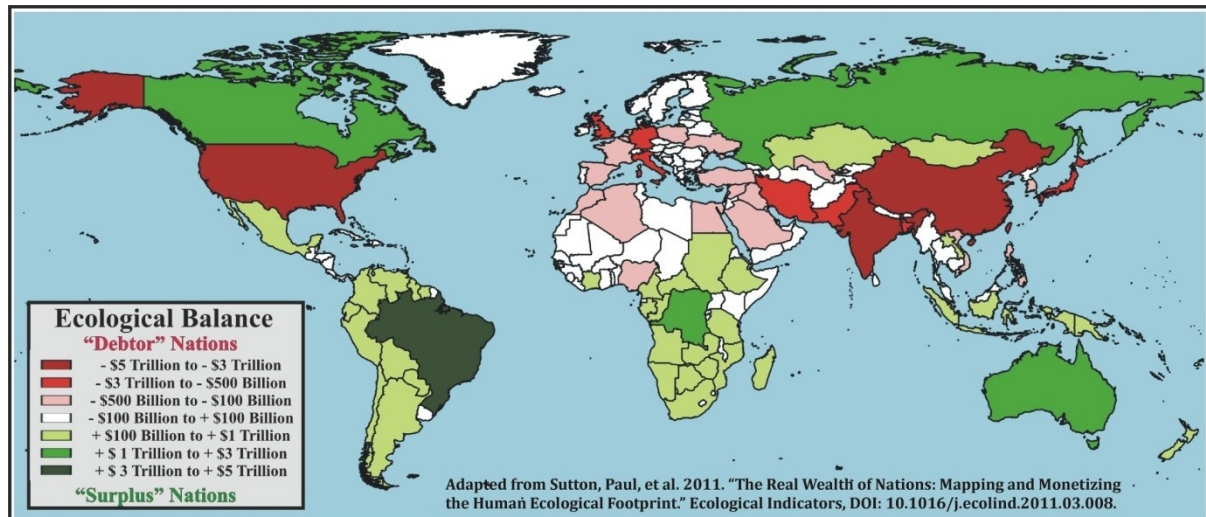 Ecological Balance
“Debtor” Nations
- $5 Trillion to - $3 Trillion
- $3 Trillion to - $500 Billion
- $500 Billion to - $100 Billion
- $100 Billion to + $100 Billion
+ $100 Billion to + $1 Trillion
+ $ 1 Trillion to + $3 Trillion
+ $ 3 Trillion to + $5 Trillion
“Surplus” Nations
Adapted from Sutton, Paul, et al. 2011. “The Real Wealth of Nations: Mapping and Monetizing
the Human Ecological Footprint.” Ecological Indicators, DOI: 10.1016/j.ecolind.2011.03.008.